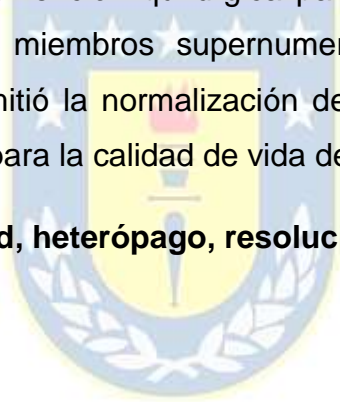 miembros supernumer
mitió la normalización de
para la calidad de vida de
d, heterópago, resoluc